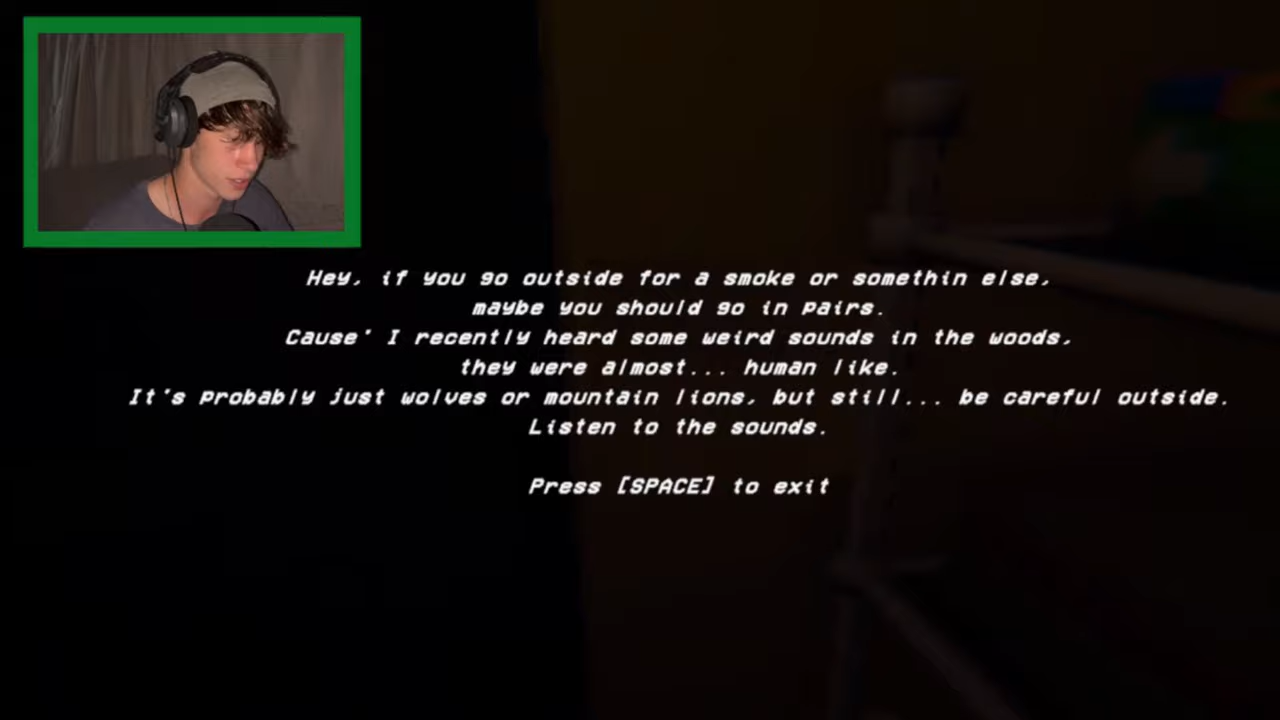 Hey, if you go outside for a smoke or somethin else,
maybe you should go in pairs.
Cause' I recently heard some weird sounds in the woods,
they were almost... human like.
It's probably just wolves or mountain lions, but still... be careful outside.
Listen to the sounds.
Press [SPACE] to exit